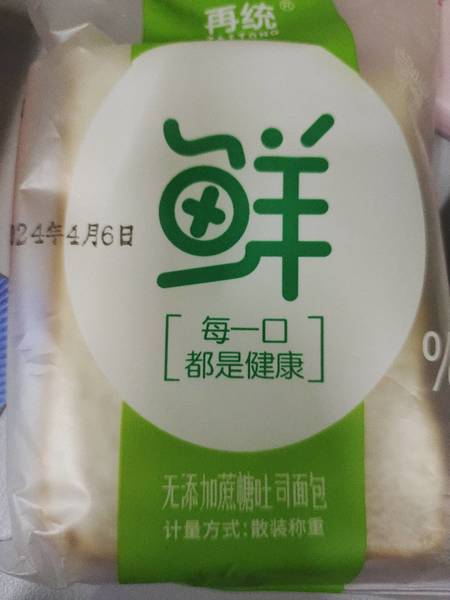 再统®
鲜
024年4月6日
每一口
都是健康
%
无添加蔗糖吐司面包
计量方式:散装称重